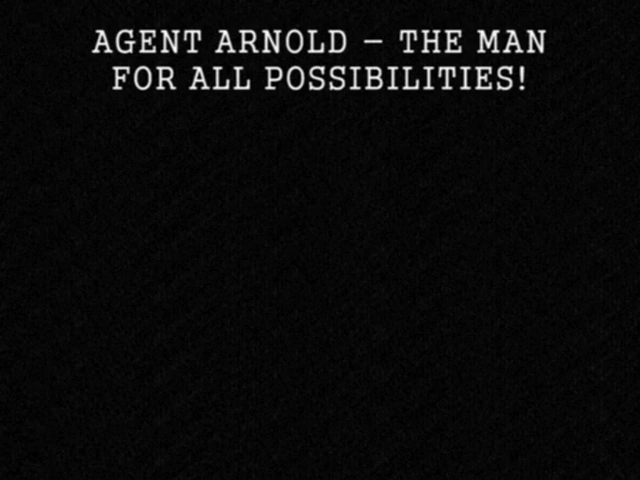 AGENT ARNOLD – THE MAN
FOR ALL POSSIBILITIES!